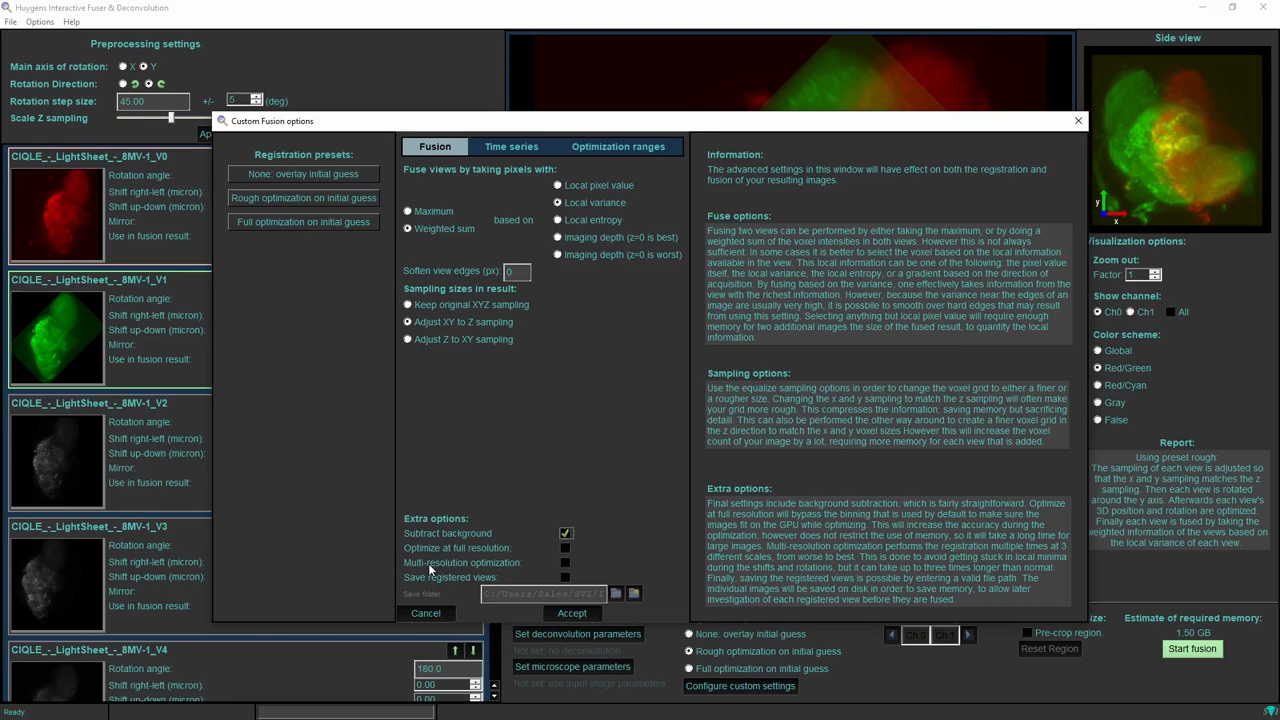 Huygens Interactive Fuser & Deconvolution
File Options Help
Preprocessing settings
Main axis of rotation: X Y
Rotation Direction:
Rotation step size: 45.00 +/- 5 (deg)
Scale Z sampling
Ap
CIQLE_-_LightSheet_-_8MV-1_V0
Rotation angle:
Shift right-left (micron):
Shift up-down (micron):
Mirror:
Use in fusion result:
CIQLE_-_LightSheet_-_8MV-1_V1
Rotation angle:
Shift right-left (micron):
Shift up-down (micron):
Mirror:
Use in fusion result:
CIQLE_-_LightSheet_-_8MV-1_V2
Rotation angle:
Shift right-left (micron):
Shift up-down (micron):
Mirror:
Use in fusion result:
CIQLE_-_LightSheet_-_8MV-1_V3
Rotation angle:
Shift right-left (micron):
Shift up-down (micron):
Mirror:
Use in fusion result:
CIQLE_-_LightSheet_-_8MV-1_V4
Rotation angle: 180.0
Shift right-left (micron): 0.00
Shift up-down (micron): 0.00
Custom Fusion options
Registration presets:
None: overlay initial guess
Rough optimization on initial guess
Full optimization on initial guess
Fusion Time series Optimization ranges
Fuse views by taking pixels with:
Maximum
Weighted sum
based on
Local pixel value
Local variance
Local entropy
Imaging depth (z=0 is best)
Imaging depth (z=0 is worst)
Soften view edges (px): 0
Sampling sizes in result:
Keep original XYZ sampling
Adjust XY to Z sampling
Adjust Z to XY sampling
Extra options:
Subtract background
Optimize at full resolution:
Multi-resolution optimization:
Save registered views:
Save folder C:/Users/Sales/SVI/I
Cancel Accept
Information:
The advanced settings in this window will have effect on both the registration and
fusion of your resulting images.
Fuse options:
Fusing two views can be performed by either taking the maximum, or by doing a
weighted sum of the voxel intensities in both views. However this is not always
sufficient. In some cases it is better to select the voxel based on the local information
available in the view. This local information can be one of the following: the pixel value
itself, the local variance, the local entropy, or a gradient based on the direction of
acquisition. By fusing based on the variance, one effectively takes information from the
view with the richest information. However, because the variance near the edges of an
image are usually very high, it is possbile to smooth over hard edges that may result
from using this setting. Selecting anything but local pixel value will require enough
memory for two additional images the size of the fused result, to quantify the local
information.
Sampling options:
Use the equalize sampling options in order to change the voxel grid to either a finer or
a rougher size. Changing the x and y sampling to match the z sampling will often make
your grid more rough. This compresses the information, saving memory but sacrificing
detail. This can also be performed the other way around to create a finer voxel grid in
the z direction to match the x and y voxel sizes However this will increase the voxel
count of your image by a lot, requiring more memory for each view that is added.
Extra options:
Final settings include background subtraction, which is fairly straightforward. Optimize
at full resolution will bypass the binning that is used by default to make sure the
images fit on the GPU while optimizing. This will increase the accuracy during the
optimization, however does not restrict the use of memory, so it will take a long time for
large images. Multi-resolution optimization performs the registration multiple times at 3
different scales, from worse to best. This is done to avoid getting stuck in local minima
during the shifts and rotations, but it can take up to three times longer than normal.
Finally, saving the registered views is possible by entering a valid file path. The
individual images will be saved on disk in order to save memory, to allow later
investigation of each registered view before they are fused.
Side view
y
x
Visualization options:
Zoom out:
Factor: 1
Show channel:
Ch0 Ch1 All
Color scheme:
Global
Red/Green
Red/Cyan
Gray
False
Report:
Using preset rough:
The sampling of each view is adjusted so
that the x and y sampling matches the
z sampling. Then each view is rotated
around the y axis. Afterwards each view's
3D position and rotation are optimized.
Finally each view is fused by taking the
weighted information of the views based
on the local variance of each view.
Set deconvolution parameters
Not set: no deconvolution
Set microscope parameters
Not set: use input image parameters
None: overlay initial guess
Rough optimization on initial guess
Full optimization on initial guess
Configure custom settings
Ch 0 Ch 1
Size:
Pre-crop region.
Reset Region
Estimate of required memory:
1.50 GB
Start fusion
Ready.